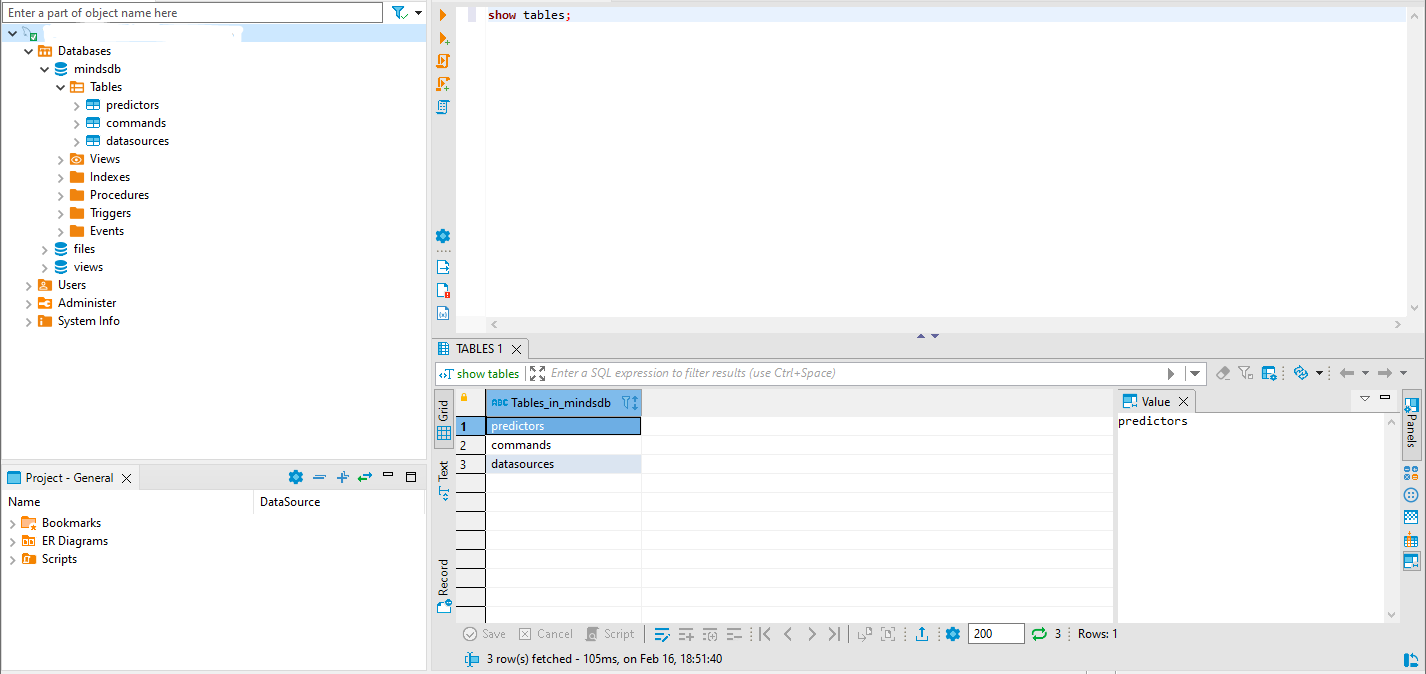 Enter a part of object name here
Databases
mindsdb
Tables
predictors
commands
datasources
Views
Indexes
Procedures
Triggers
Events
files
views
Users
Administer
System Info
Project - General
Name DataSource
Bookmarks
ER Diagrams
Scripts
show tables;
TABLES 1
show tables Enter a SQL expression to filter results (use Ctrl+Space)
Grid
Text
Record
ABC Tables_in_mindsdb
1 predictors
2 commands
3 datasources
Value
predictors
Panels
Save Cancel Script 200 3 Rows: 1
3 row(s) fetched - 105ms, on Feb 16, 18:51:40